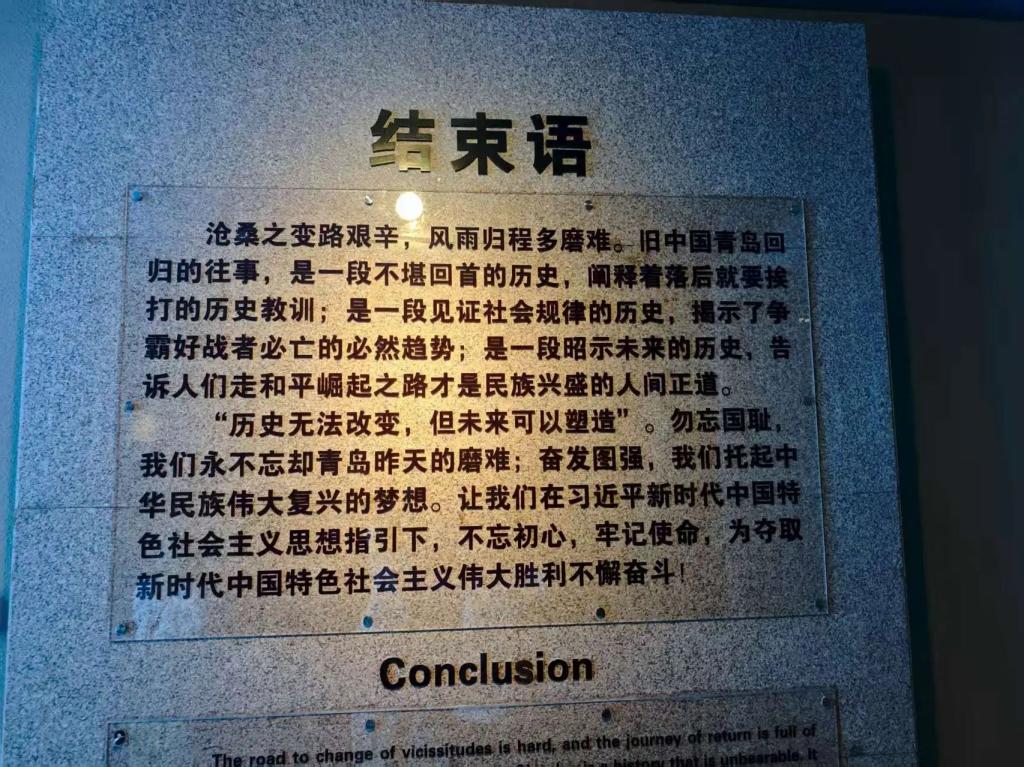 结束语
沧桑之变路艰辛，风雨归程多磨难。旧中国青岛回
归的往事，是一段不堪回首的历史，阐释着落后就要挨
打的历史教训；是一段见证社会规律的历史，揭示了争
霸好战者必亡的必然趋势；是一段昭示未来的历史，告
诉人们走和平崛起之路才是民族兴盛的人间正道。
“历史无法改变，但未来可以塑造”。勿忘国耻，
我们永不忘却青岛昨天的磨难；奋发图强，我们托起中
华民族伟大复兴的梦想。让我们在习近平新时代中国特
色社会主义思想指引下，不忘初心，牢记使命，为夺取
新时代中国特色社会主义伟大胜利不懈奋斗！
Conclusion
The road to change of vicissitudes is hard, and the journey of return is full of
is a history that is unbearable. It